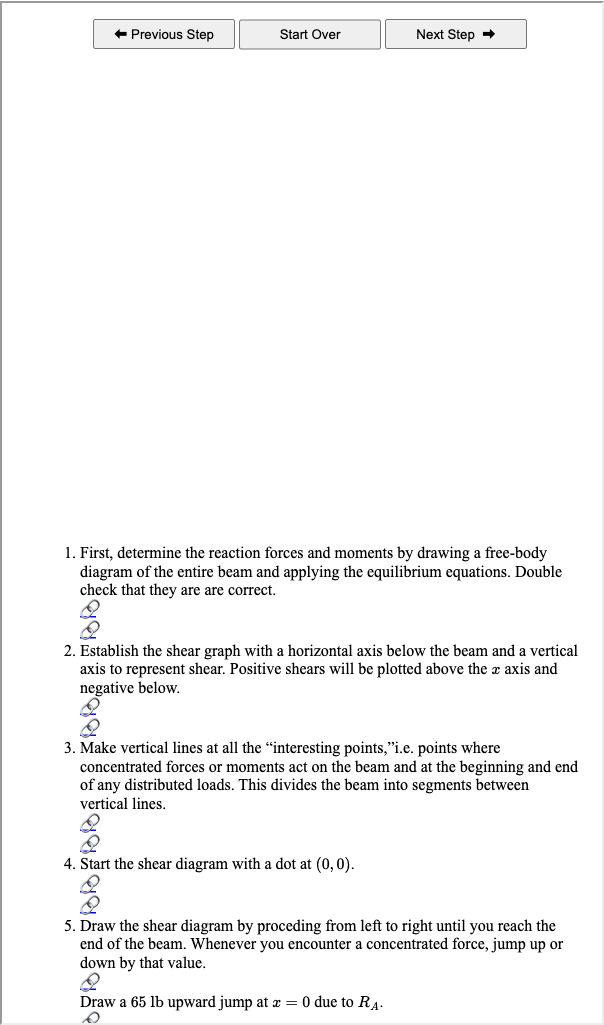 🡸 Previous Step
Start Over
Next Step 🡺
1. First, determine the reaction forces and moments by drawing a free-body
diagram of the entire beam and applying the equilibrium equations. Double
check that they are are correct.
2. Establish the shear graph with a horizontal axis below the beam and a vertical
axis to represent shear. Positive shears will be plotted above the x axis and
negative below.
3. Make vertical lines at all the “interesting points,”i.e. points where
concentrated forces or moments act on the beam and at the beginning and end
of any distributed loads. This divides the beam into segments between
vertical lines.
4. Start the shear diagram with a dot at (0, 0).
5. Draw the shear diagram by proceding from left to right until you reach the
end of the beam. Whenever you encounter a concentrated force, jump up or
down by that value.
Draw a 65 lb upward jump at x = 0 due to R_A.